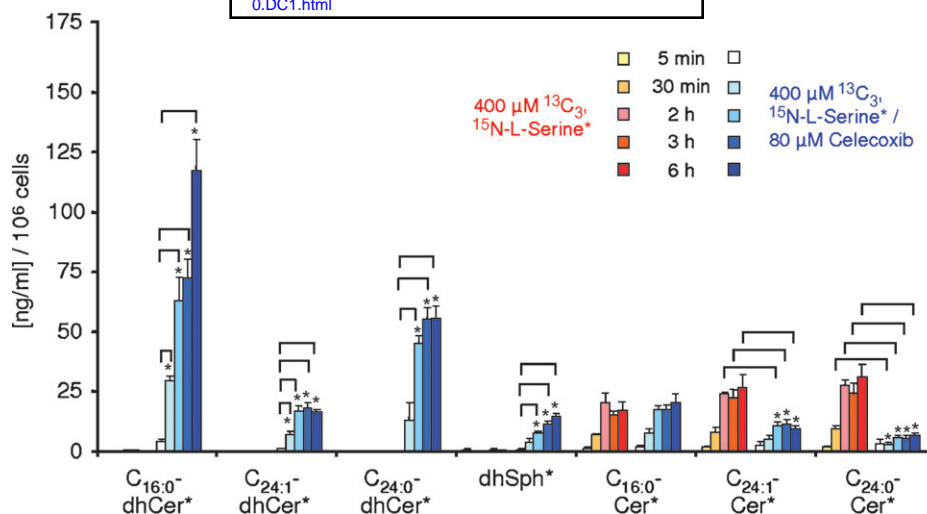 0.DC1.html
175
150
125
100
75
50
25
0
[ng/ml] / 10⁶ cells
400 µM ¹³C₃,
¹⁵N-L-Serine*
5 min
30 min
2 h
3 h
6 h
400 µM ¹³C₃,
¹⁵N-L-Serine* /
80 µM Celecoxib
* * * *
* * * *
* * *
* * *
* * *
* * * *
C16:0-
dhCer*
C24:1-
dhCer*
C24:0-
dhCer*
dhSph*
C16:0-
Cer*
C24:1-
Cer*
C24:0-
Cer*